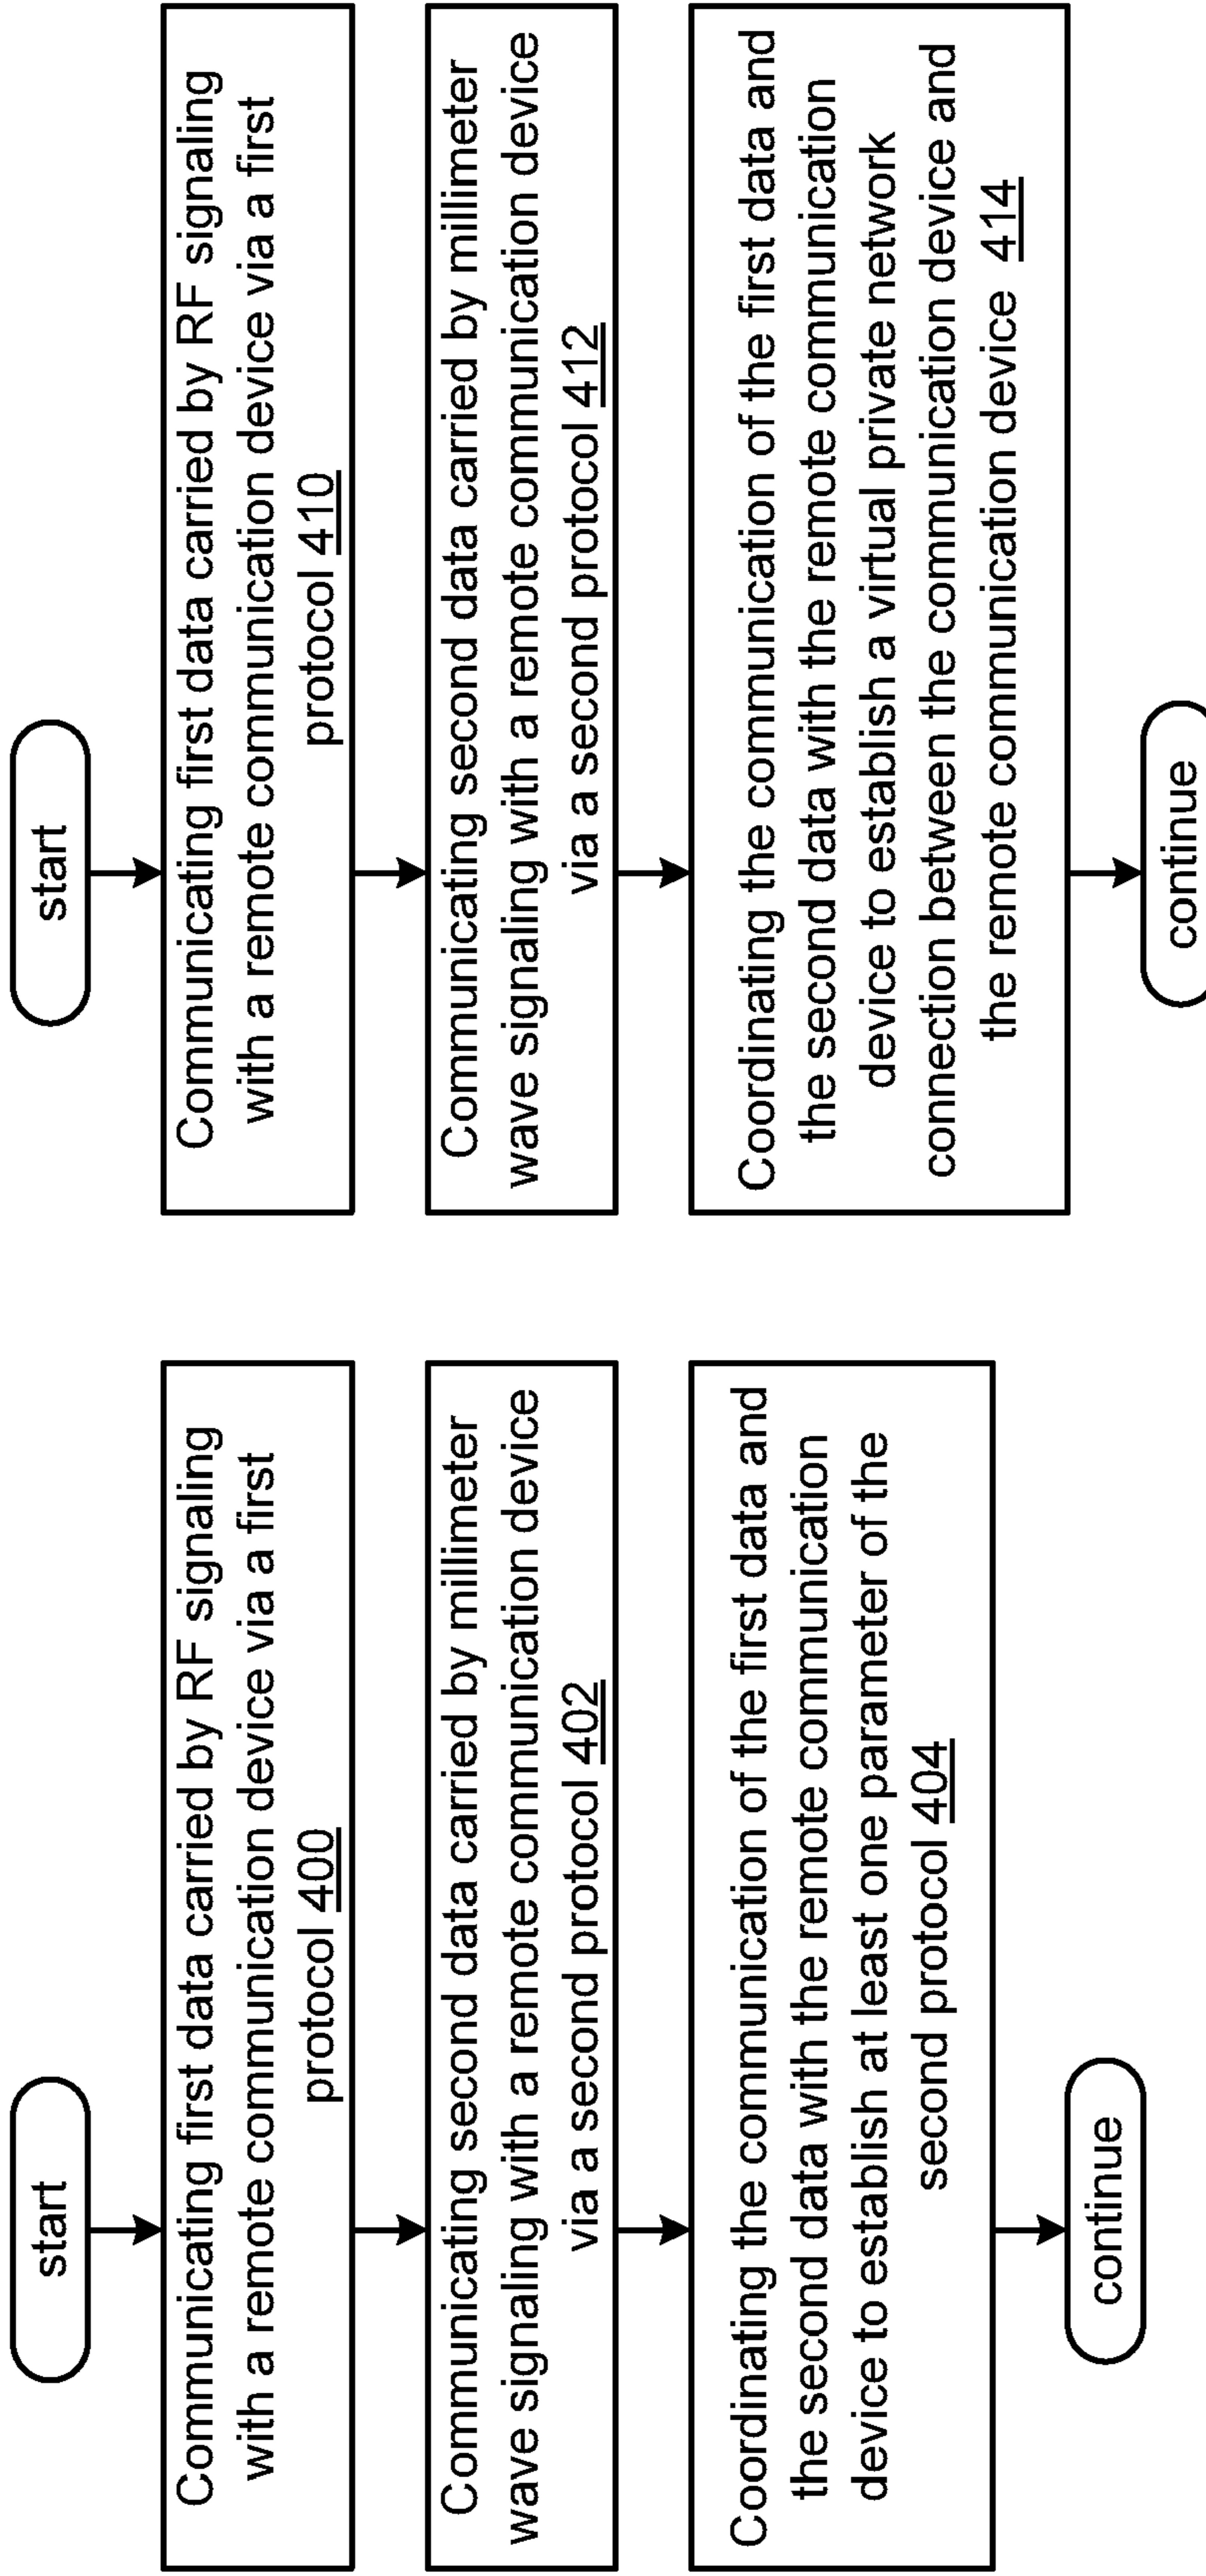 start
Communicating first data carried by RF signaling
with a remote communication device via a first
protocol 400
Communicating second data carried by millimeter
wave signaling with a remote communication device
via a second protocol 402
Coordinating the communication of the first data and
the second data with the remote communication
device to establish at least one parameter of the
second protocol 404
continue
start
Communicating first data carried by RF signaling
with a remote communication device via a first
protocol 410
Communicating second data carried by millimeter
wave signaling with a remote communication device
via a second protocol 412
Coordinating the communication of the first data and
the second data with the remote communication
device to establish a virtual private network
connection between the communication device and
the remote communication device 414
continue